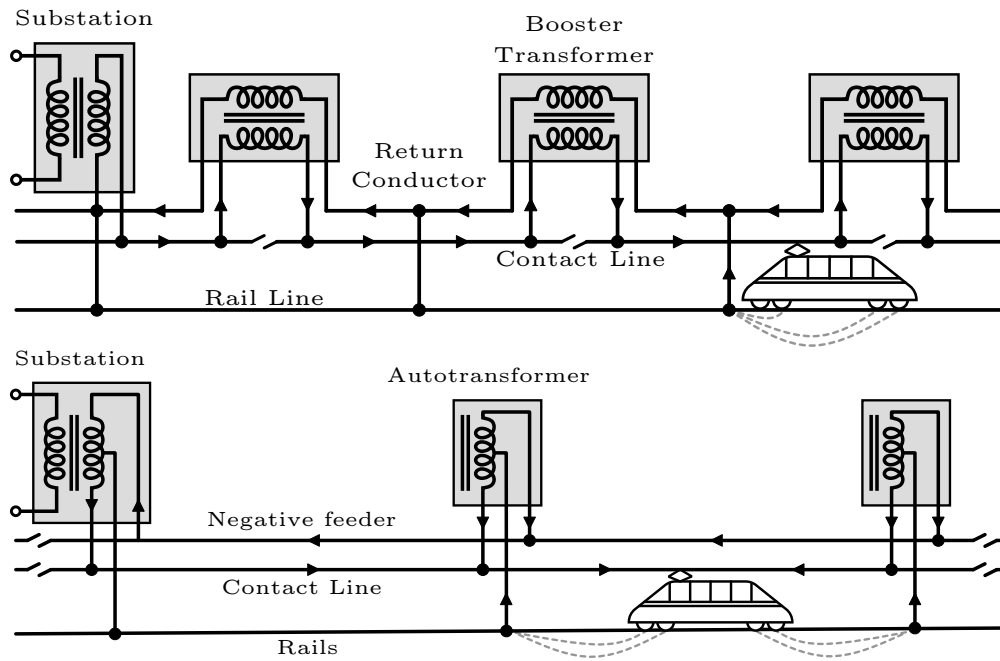 Substation
Booster
Transformer
Return
Conductor
Contact Line
Rail Line
Substation
Autotransformer
Negative feeder
Contact Line
Rails